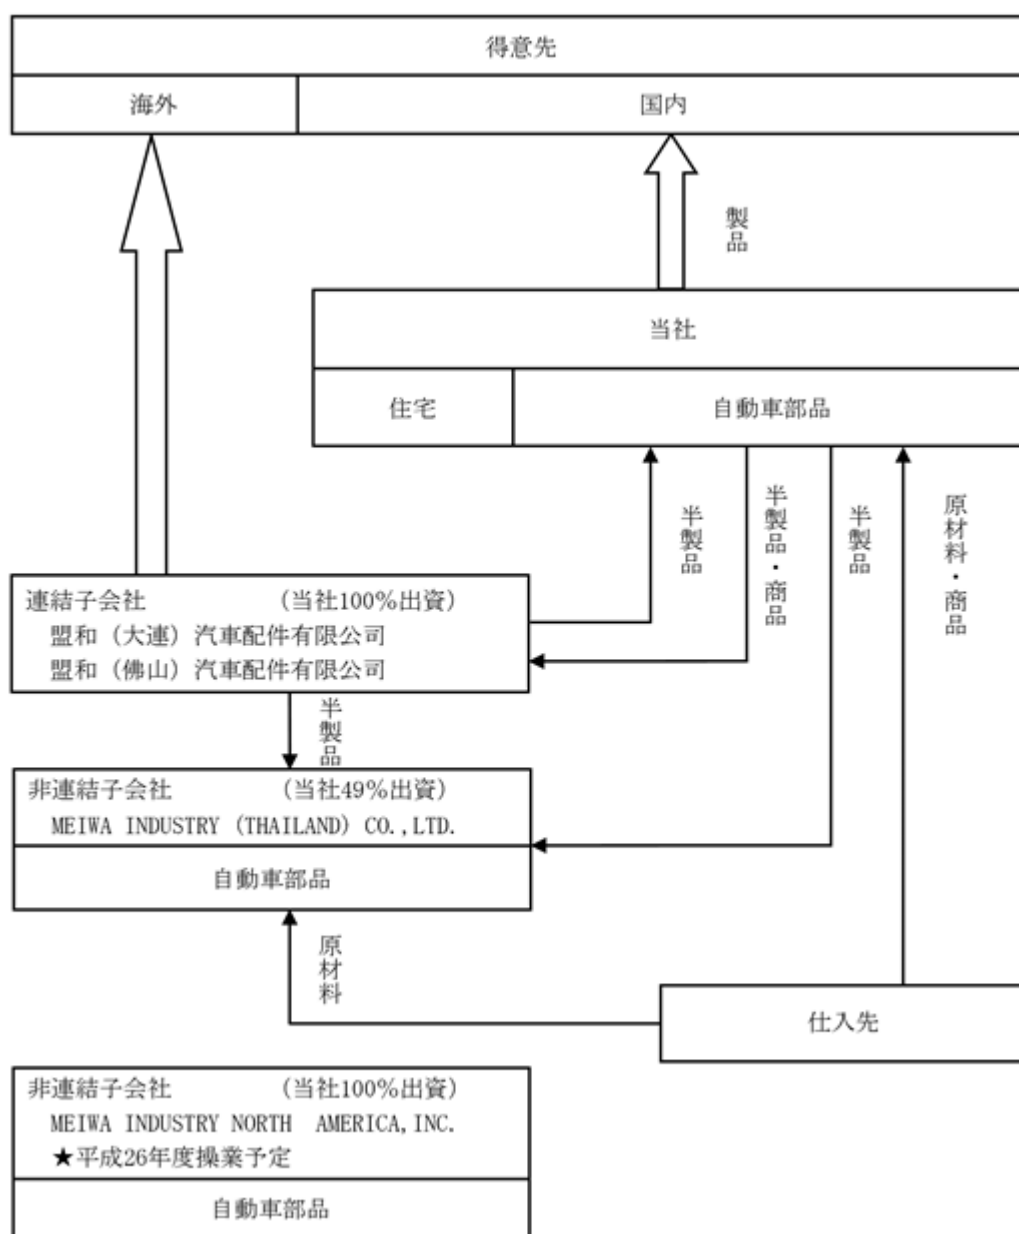 得意先
海外
国内
製品
当社
住宅
自動車部品
半製品
半製品・商品
半製品
原材料・商品
連結子会社 (当社100%出資)
盟和(大連)汽車配件有限公司
盟和(佛山)汽車配件有限公司
半製品
非連結子会社 (当社49%出資)
MEIWA INDUSTRY (THAILAND) CO.,LTD.
自動車部品
原材料
仕入先
非連結子会社 (当社100%出資)
MEIWA INDUSTRY NORTH AMERICA,INC.
★平成26年度操業予定
自動車部品